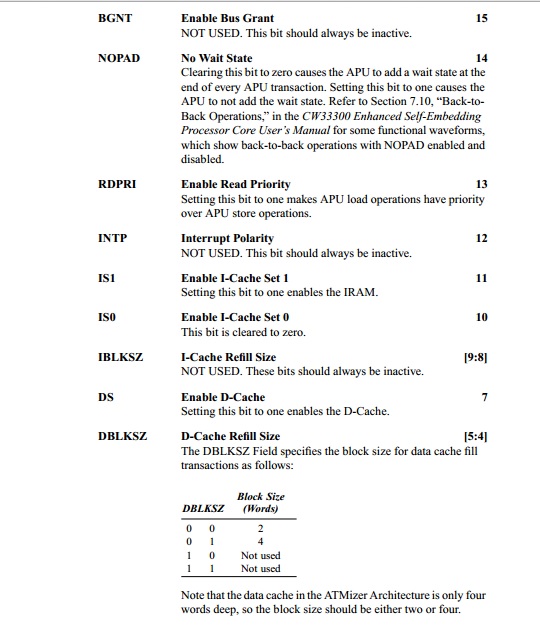 BGNT Enable Bus Grant 15
NOT USED. This bit should always be inactive.
NOPAD No Wait State 14
Clearing this bit to zero causes the APU to add a wait state at the
end of every APU transaction. Setting this bit to one causes the
APU to not add the wait state. Refer to Section 7.10, “Back-to-
Back Operations,” in the CW33300 Enhanced Self-Embedding
Processor Core User's Manual for some functional waveforms,
which show back-to-back operations with NOPAD enabled and
disabled.
RDPRI Enable Read Priority 13
Setting this bit to one makes APU load operations have priority
over APU store operations.
INTP Interrupt Polarity 12
NOT USED. This bit should always be inactive.
IS1 Enable I-Cache Set 1 11
Setting this bit to one enables the IRAM.
IS0 Enable I-Cache Set 0 10
This bit is cleared to zero.
IBLKSZ I-Cache Refill Size [9:8]
NOT USED. These bits should always be inactive.
DS Enable D-Cache 7
Setting this bit to one enables the D-Cache.
DBLKSZ D-Cache Refill Size [5:4]
The DBLKSZ Field specifies the block size for data cache fill
transactions as follows:
Block Size
DBLKSZ (Words)
0 0 2
0 1 4
1 0 Not used
1 1 Not used
Note that the data cache in the ATMizer Architecture is only four
words deep, so the block size should be either two or four.